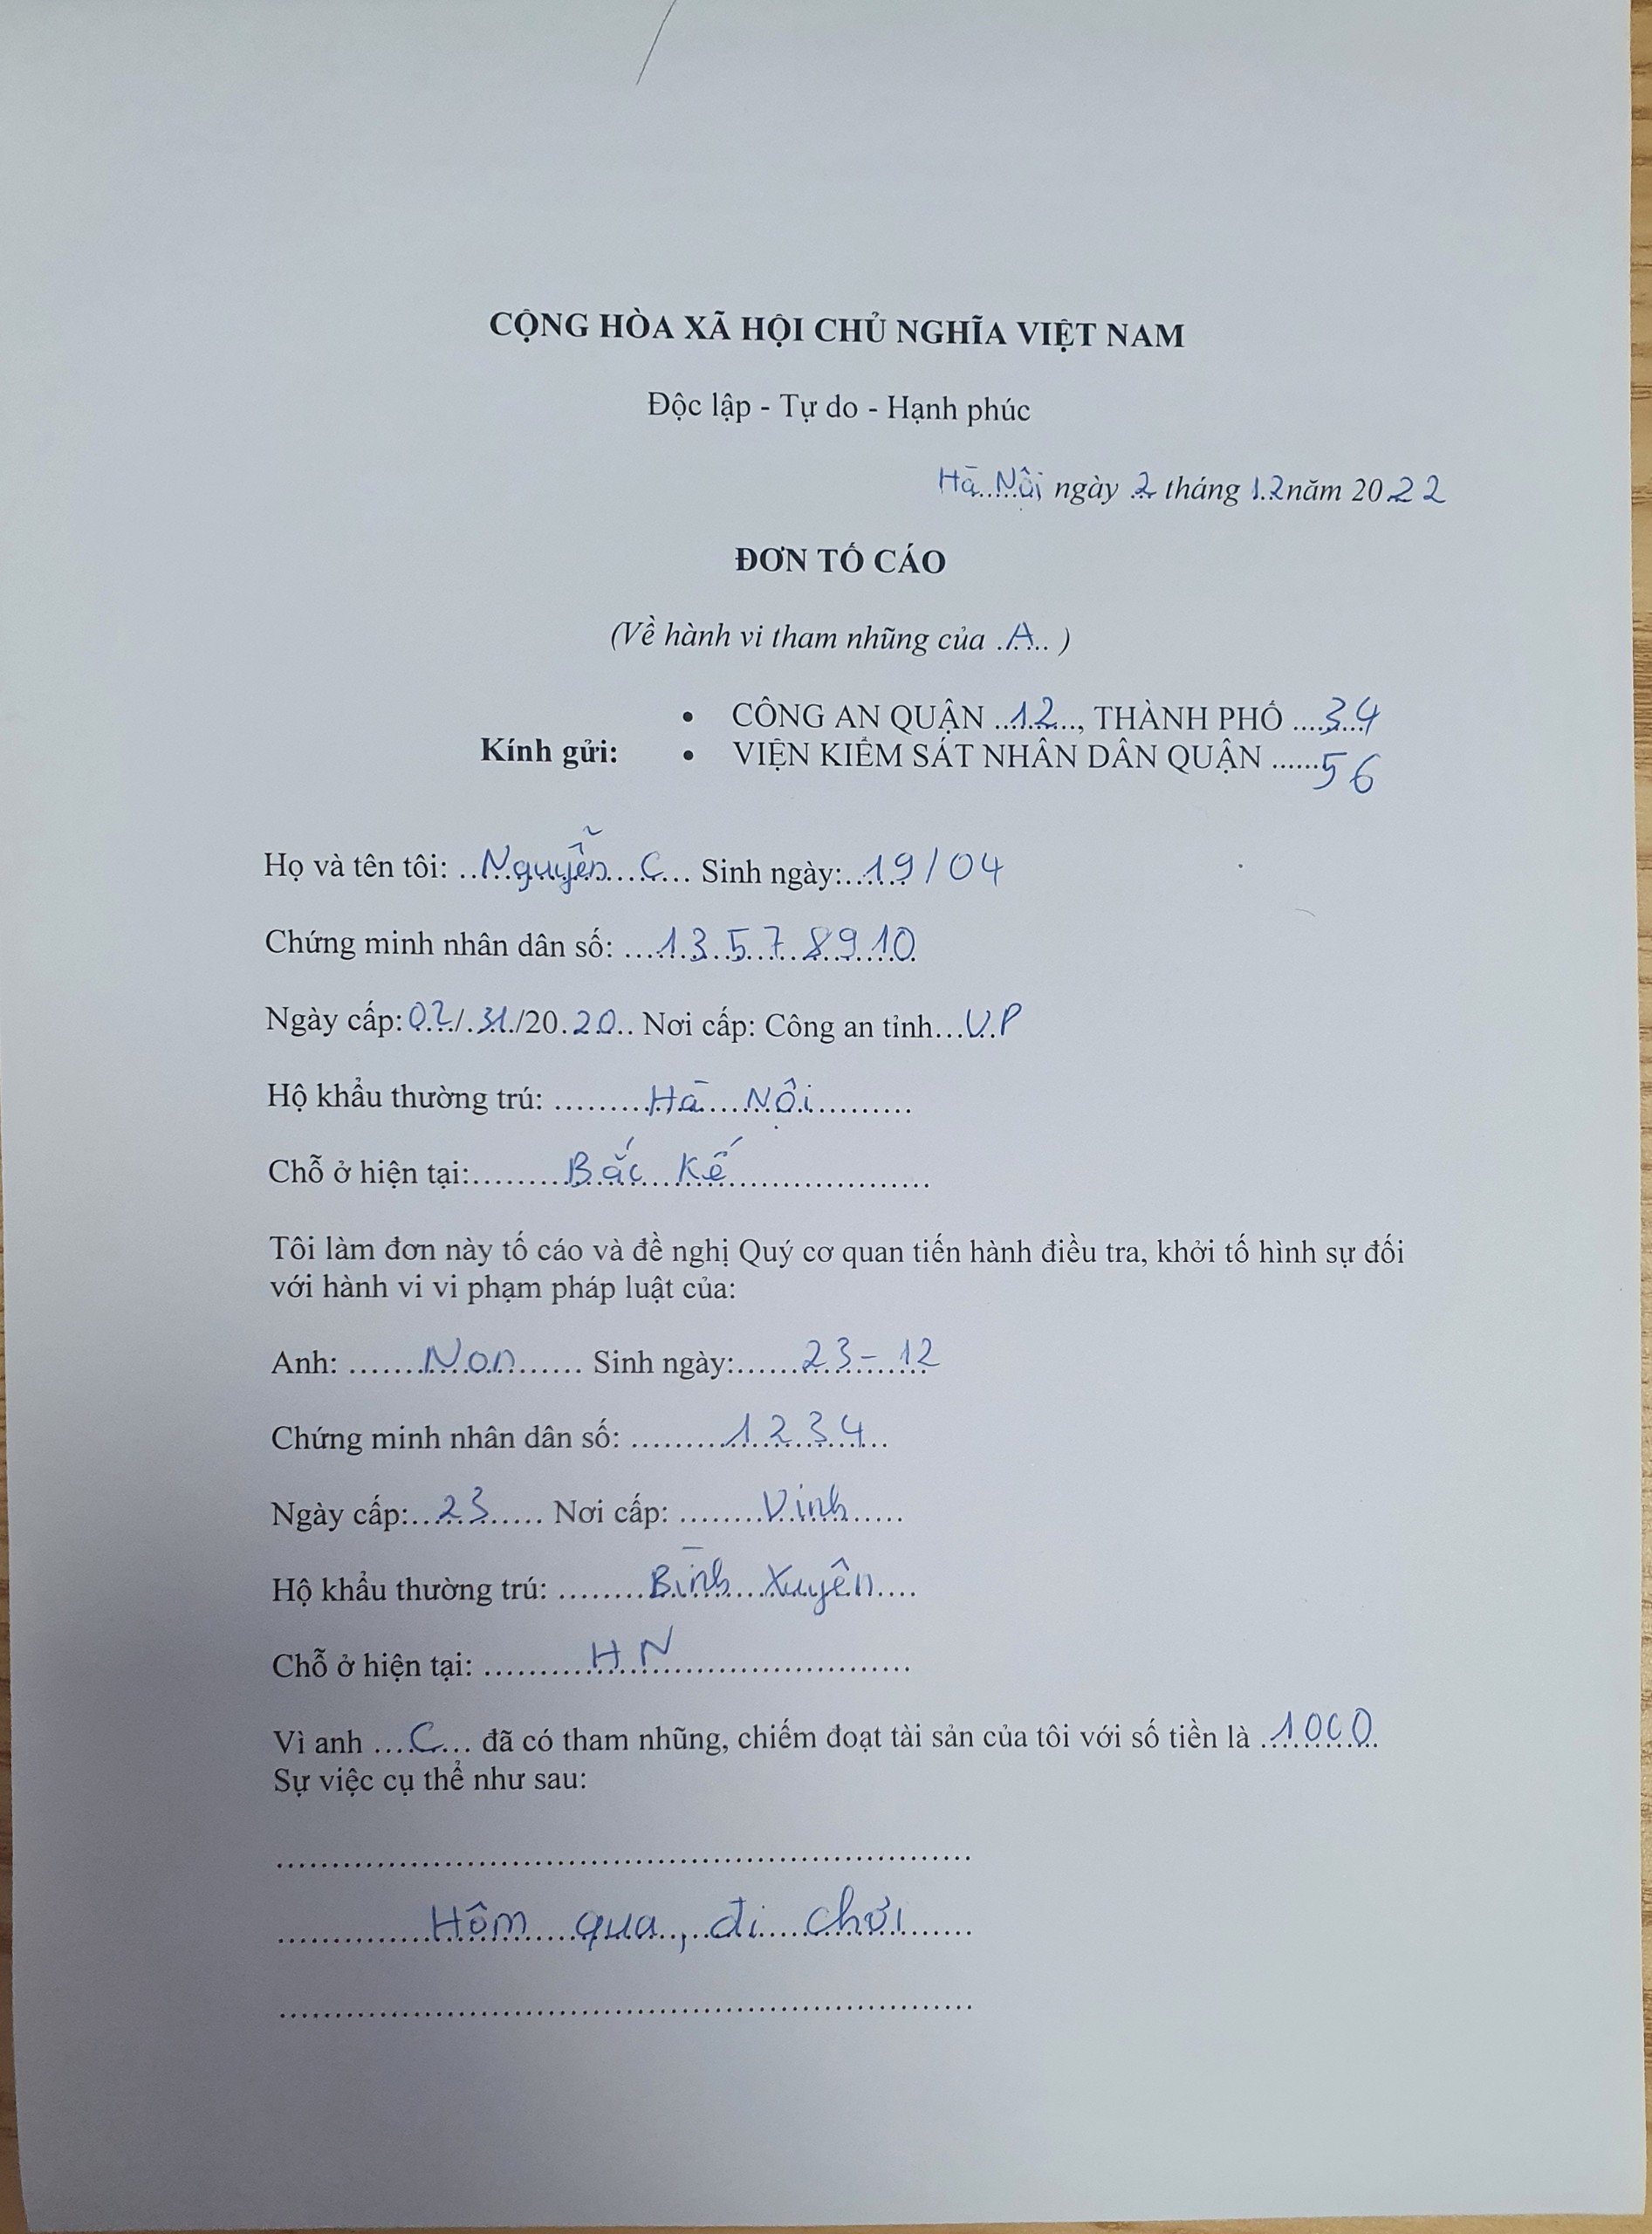 CỘNG HÒA XÃ HỘI CHỦ NGHĨA VIỆT NAM
Độc lập - Tự do - Hạnh phúc
Hà Nội ngày 2 tháng 12 năm 2022
ĐƠN TỐ CÁO
(Về hành vi tham nhũng của .A.. )
Kính gửi:
• CÔNG AN QUẬN ..12..., THÀNH PHỐ ....34
• VIỆN KIỂM SÁT NHÂN DÂN QUẬN ......56
Họ và tên tôi: ..Nguyễn...C... Sinh ngày:...19/04
Chứng minh nhân dân số: ...13578910
Ngày cấp:02/31/2020.. Nơi cấp: Công an tỉnh...VP
Hộ khẩu thường trú: .........Hà...Nội..........
Chỗ ở hiện tại:.........Bắc Kế....................
Tôi làm đơn này tố cáo và đề nghị Quý cơ quan tiến hành điều tra, khởi tố hình sự đối
với hành vi vi phạm pháp luật của:
Anh: .......Non...... Sinh ngày:......23-12
Chứng minh nhân dân số: .........1234..
Ngày cấp:...23...... Nơi cấp: ........Vinh.....
Hộ khẩu thường trú: ........Bình...Xuyên....
Chỗ ở hiện tại: ..........HN........................
Vì anh ....C... đã có tham nhũng, chiếm đoạt tài sản của tôi với số tiền là .1000.
Sự việc cụ thể như sau:
..............................................................
..............Hôm....qua.,..đi....chơi......
..............................................................